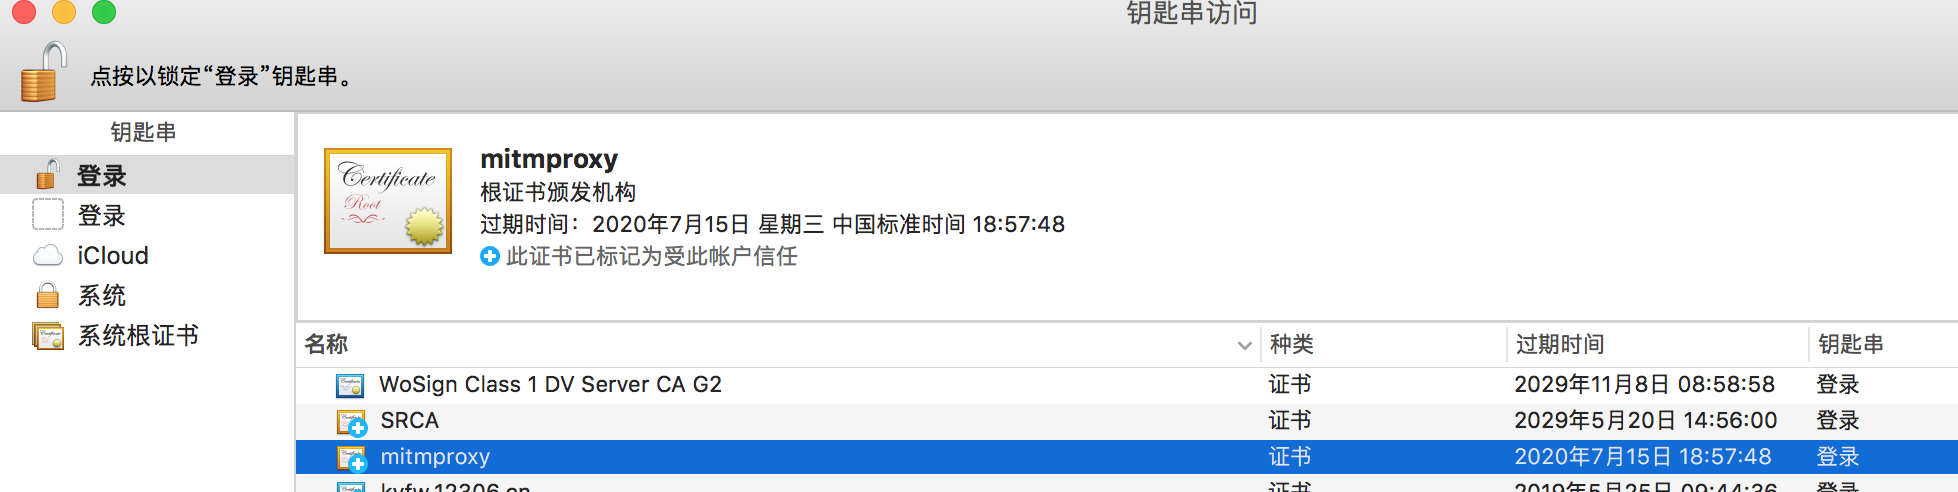 钥匙串访问
点按以锁定“登录”钥匙串。
钥匙串
登录
登录
iCloud
系统
系统根证书
Certificate
Root
mitmproxy
根证书颁发机构
过期时间：2020年7月15日 星期三 中国标准时间 18:57:48
此证书已标记为受此帐户信任
名称 种类 过期时间 钥匙串
WoSign Class 1 DV Server CA G2 证书 2029年11月8日 08:58:58 登录
SRCA 证书 2029年5月20日 14:56:00 登录
mitmproxy 证书 2020年7月15日 18:57:48 登录
kyfw.12306.cn 证书 2019年5月25日 09:44:36 登录